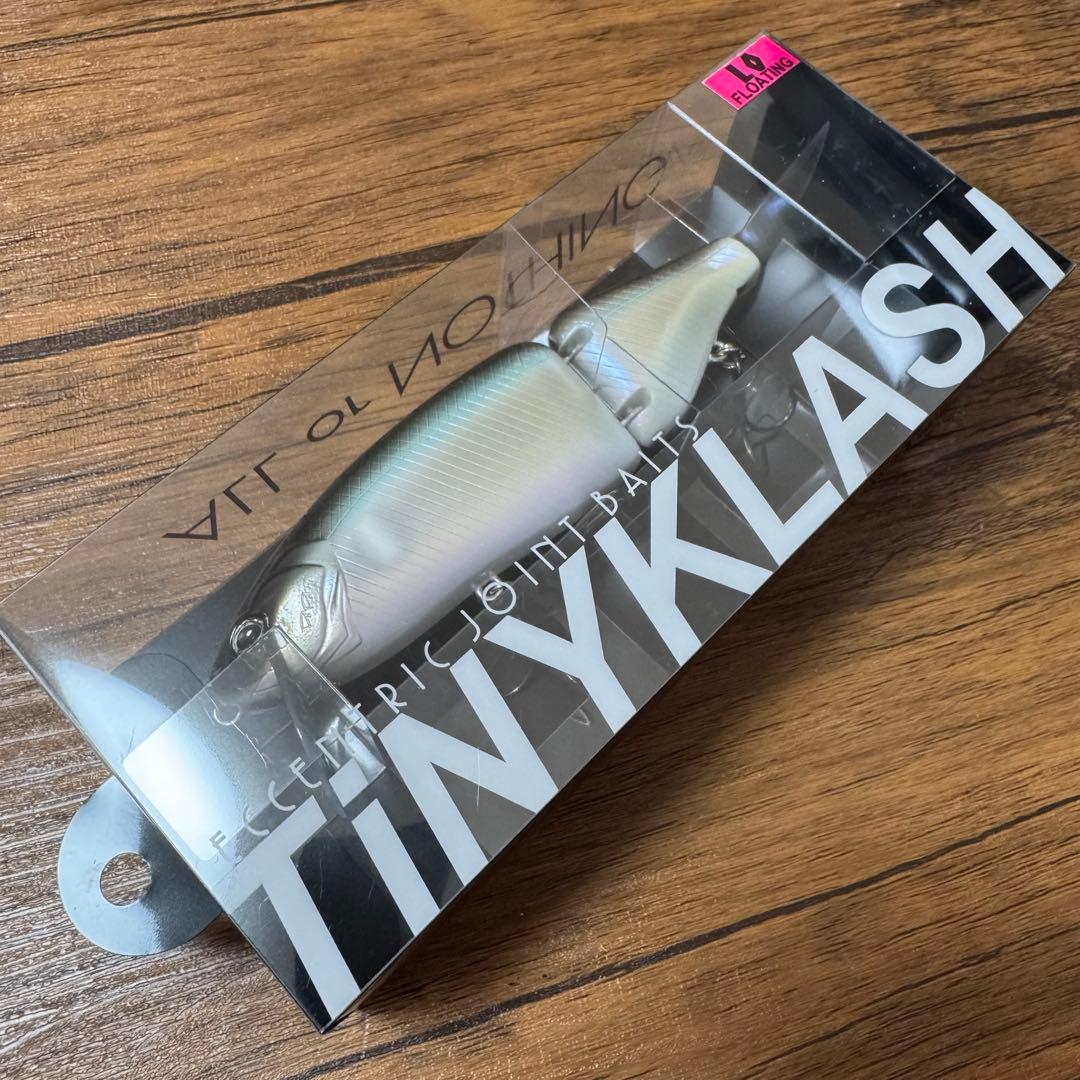 LO
FLOATING
ALL or NOTHING
ECCENTRIC JOINT BAITS
TiNYKLASH